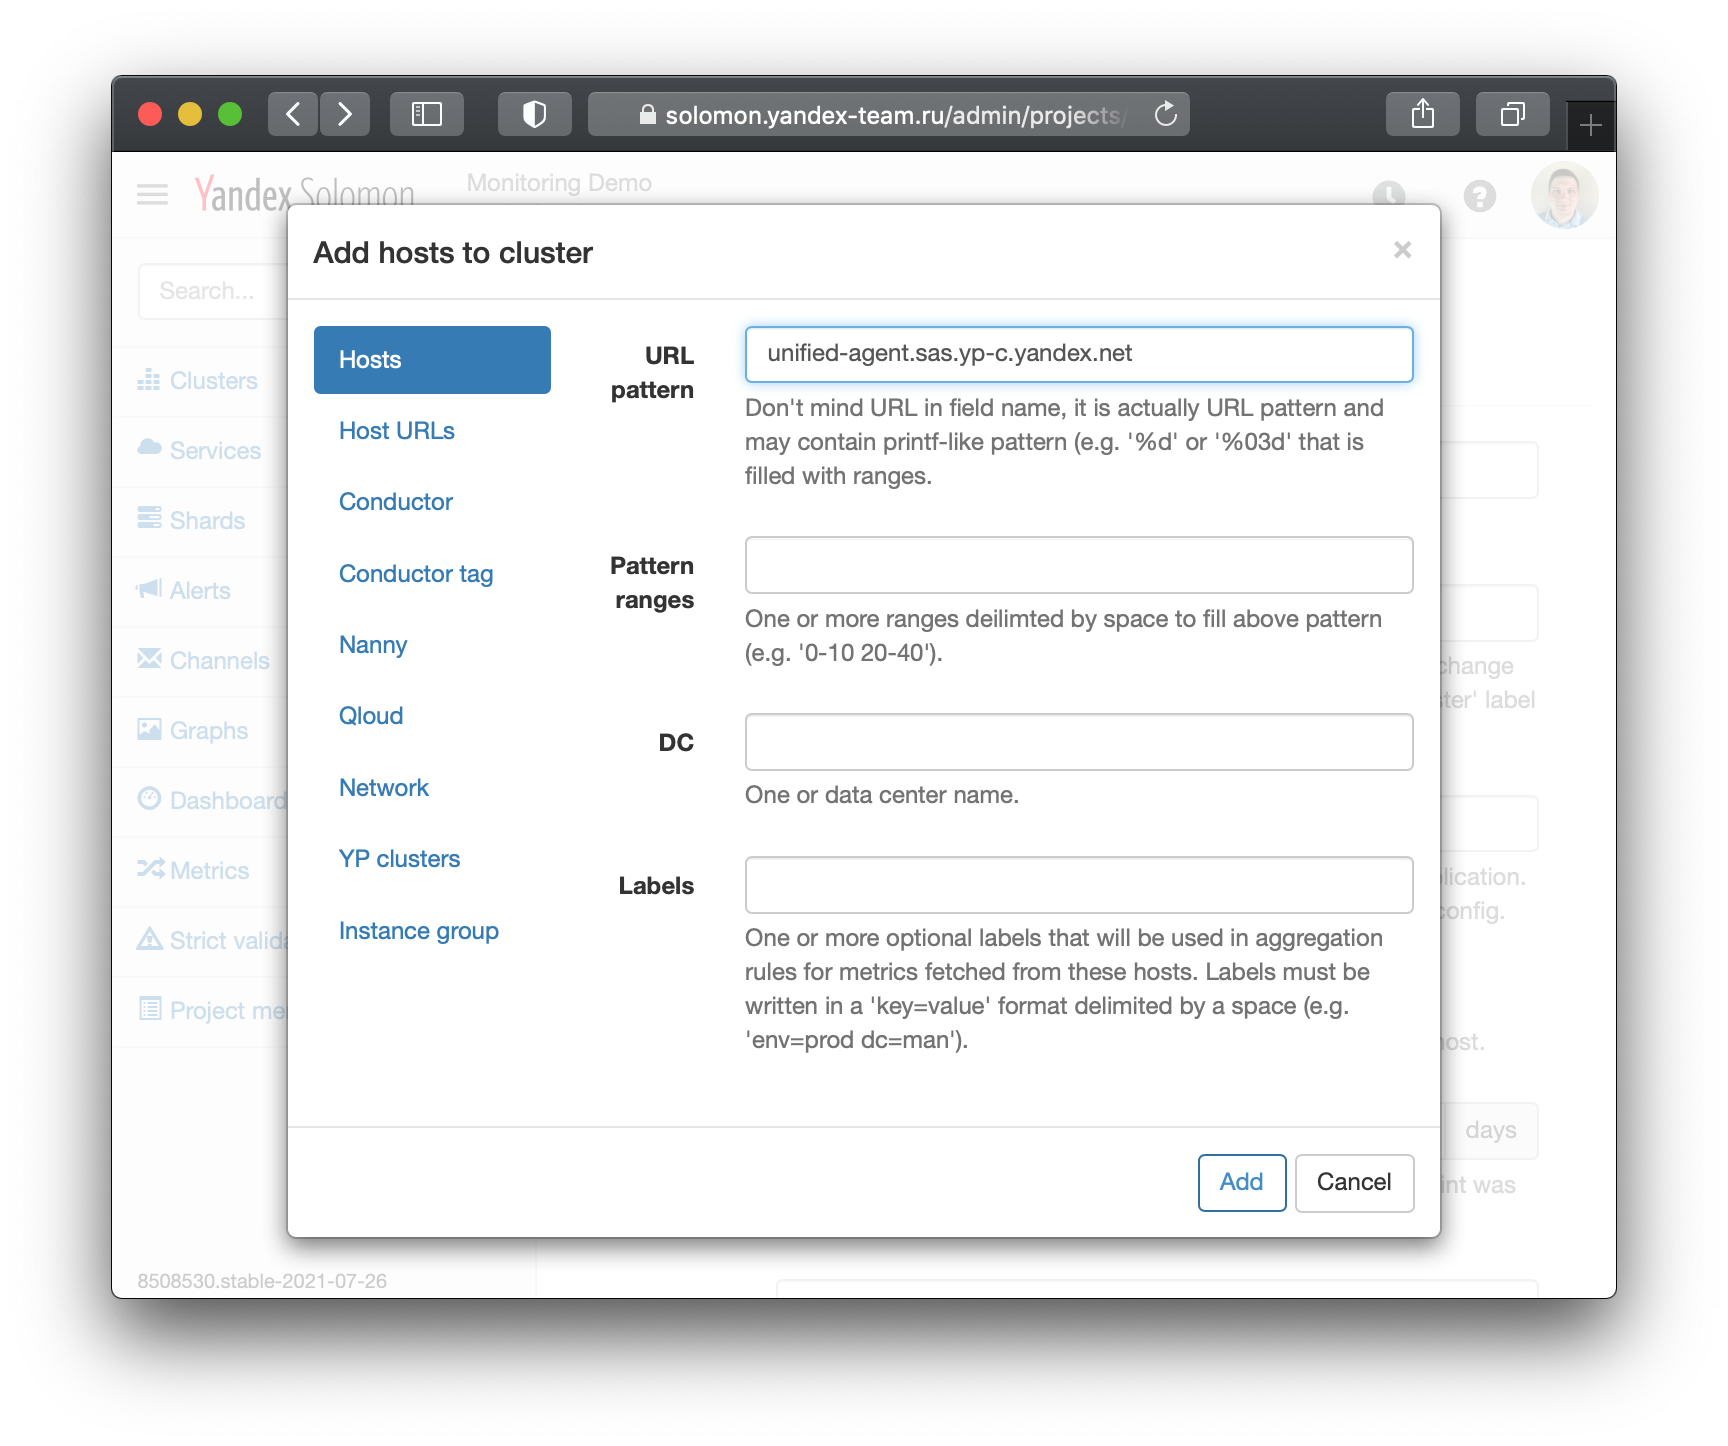 solomon.yandex-team.ru/admin/projects/
Yandex Solomon
Monitoring Demo
Search...
Clusters
Services
Shards
Alerts
Channels
Graphs
Dashboard
Metrics
Strict valida
Project me
8508530.stable-2021-07-26
Add hosts to cluster
×
Hosts
Host URLs
Conductor
Conductor tag
Nanny
Qloud
Network
YP clusters
Instance group
URL
pattern
unified-agent.sas.yp-c.yandex.net
Don't mind URL in field name, it is actually URL pattern and
may contain printf-like pattern (e.g. '%d' or '%03d' that is
filled with ranges.
Pattern
ranges
One or more ranges deilimted by space to fill above pattern
(e.g. '0-10 20-40').
DC
One or data center name.
Labels
One or more optional labels that will be used in aggregation
rules for metrics fetched from these hosts. Labels must be
written in a 'key=value' format delimited by a space (e.g.
'env=prod dc=man').
Add
Cancel
change
ster' label
lication.
config.
host.
days
int was